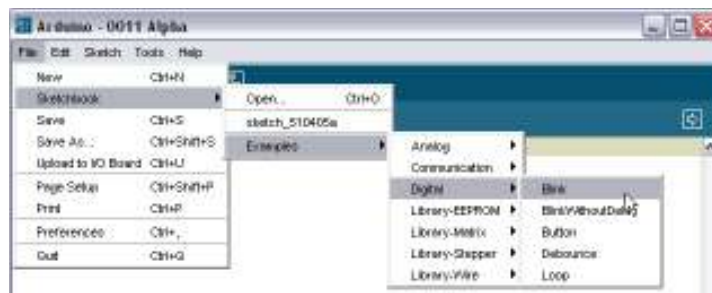 Arduino - 0011 Alpha
File Edit Sketch Tools Help
New Ctrl+N
Sketchbook
Save Ctrl+S
Save As... Ctrl+Shift+S
Upload to I/O Board Ctrl+U
Page Setup Ctrl+Shift+P
Print Ctrl+P
Preferences Ctrl+,
Quit Ctrl+Q
Open... Ctrl+O
sketch_510405a
Examples
Analog
Communication
Digital
Library-EEPROM
Library-Matrix
Library-Stepper
Library-Wire
Blink
BlinkWithoutDelay
Button
Debounce
Loop